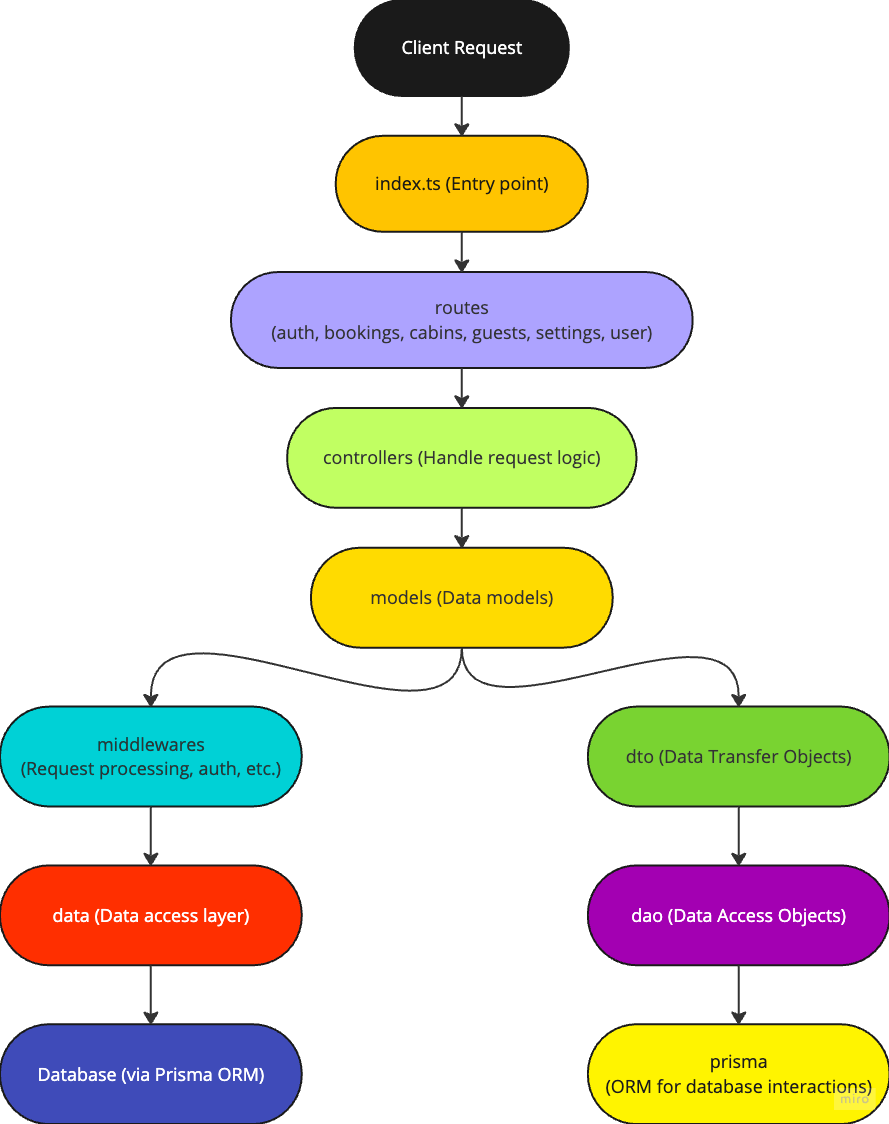 Client Request
index.ts (Entry point)
routes
(auth, bookings, cabins, guests, settings, user)
controllers (Handle request logic)
models (Data models)
middlewares
(Request processing, auth, etc.)
dto (Data Transfer Objects)
data (Data access layer)
dao (Data Access Objects)
Database (via Prisma ORM)
prisma
(ORM for database interactions)
miro